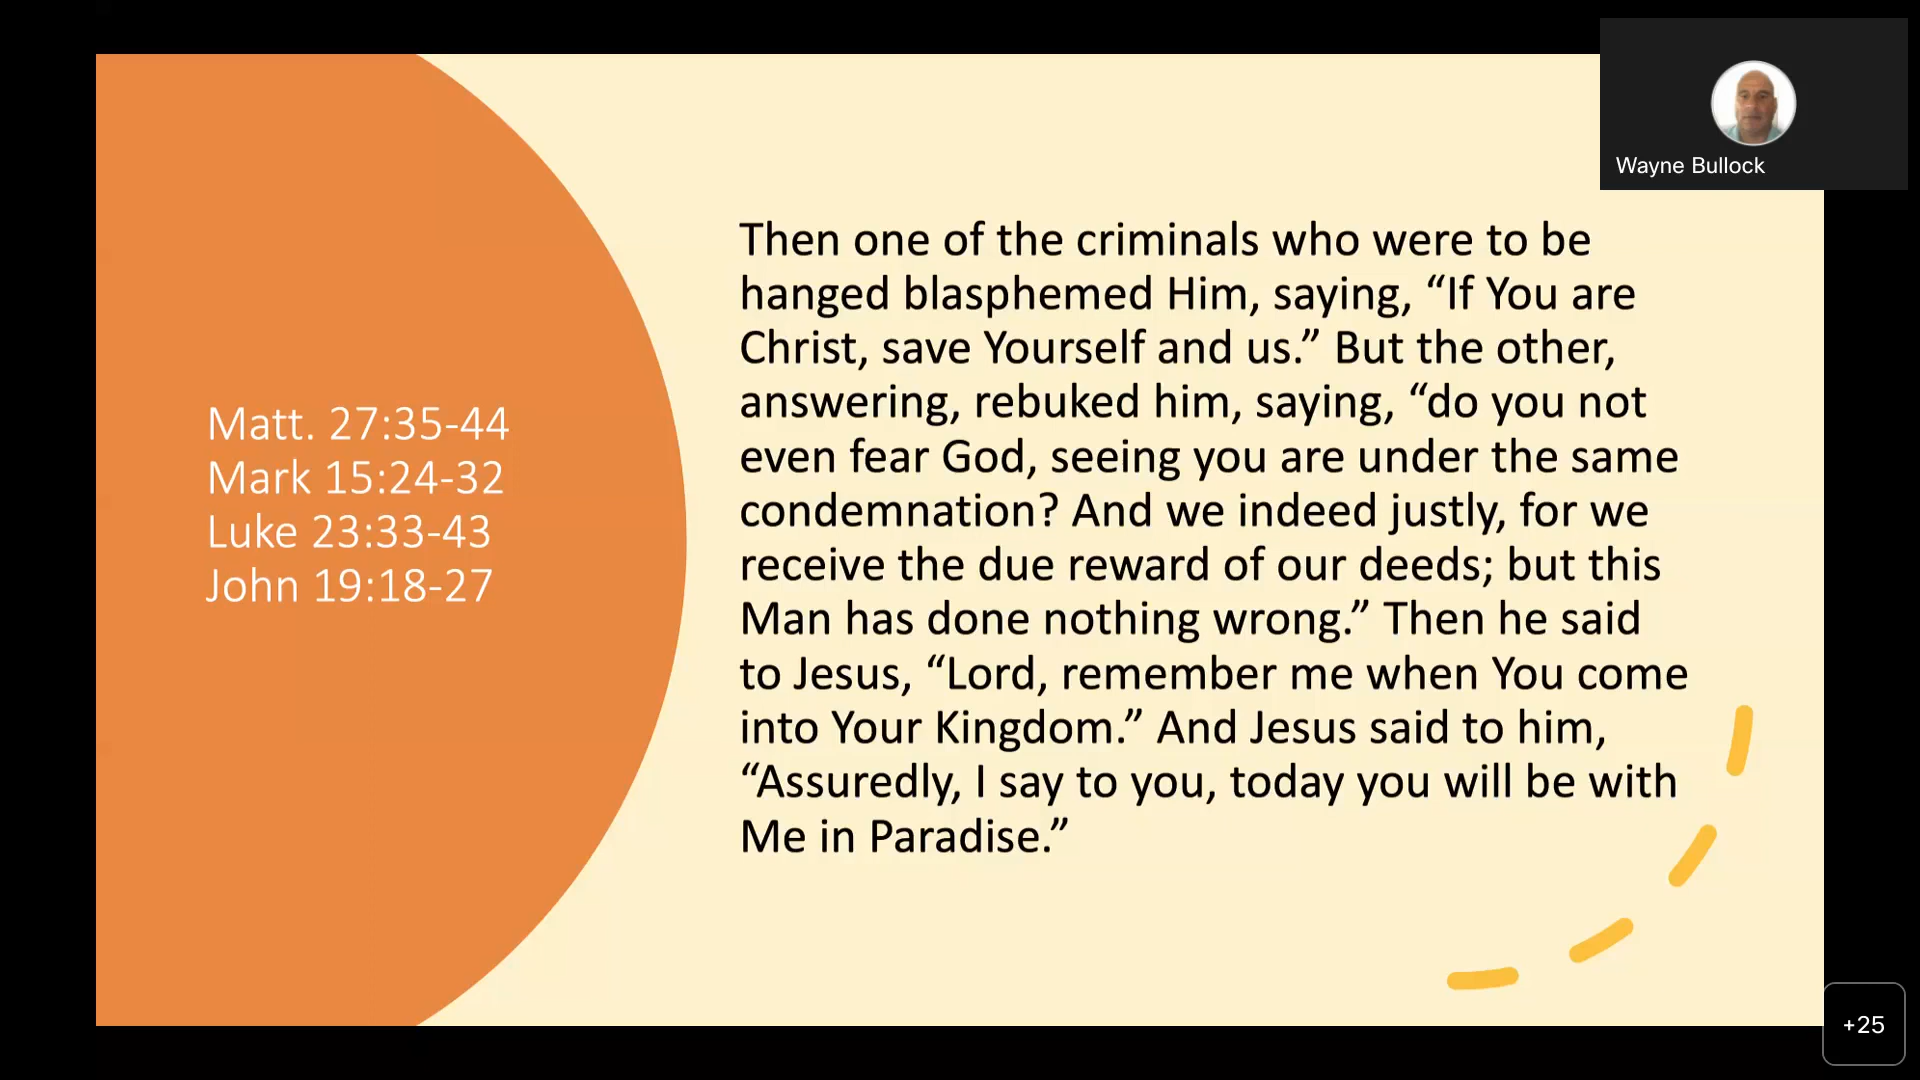 Matt. 27:35-44
Mark 15:24-32
Luke 23:33-43
John 19:18-27
Then one of the criminals who were to be
hanged blasphemed Him, saying, “If You are
Christ, save Yourself and us.” But the other,
answering, rebuked him, saying, “do you not
even fear God, seeing you are under the same
condemnation? And we indeed justly, for we
receive the due reward of our deeds; but this
Man has done nothing wrong.” Then he said
to Jesus, “Lord, remember me when You come
into Your Kingdom.” And Jesus said to him,
“Assuredly, I say to you, today you will be with
Me in Paradise.”
Wayne Bullock
+25